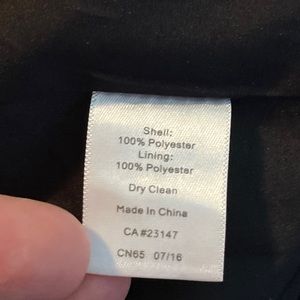 Shell:
100% Polyester
Lining:
100% Polyester
Dry Clean
Made in China
CA#23147
CN65 07/16